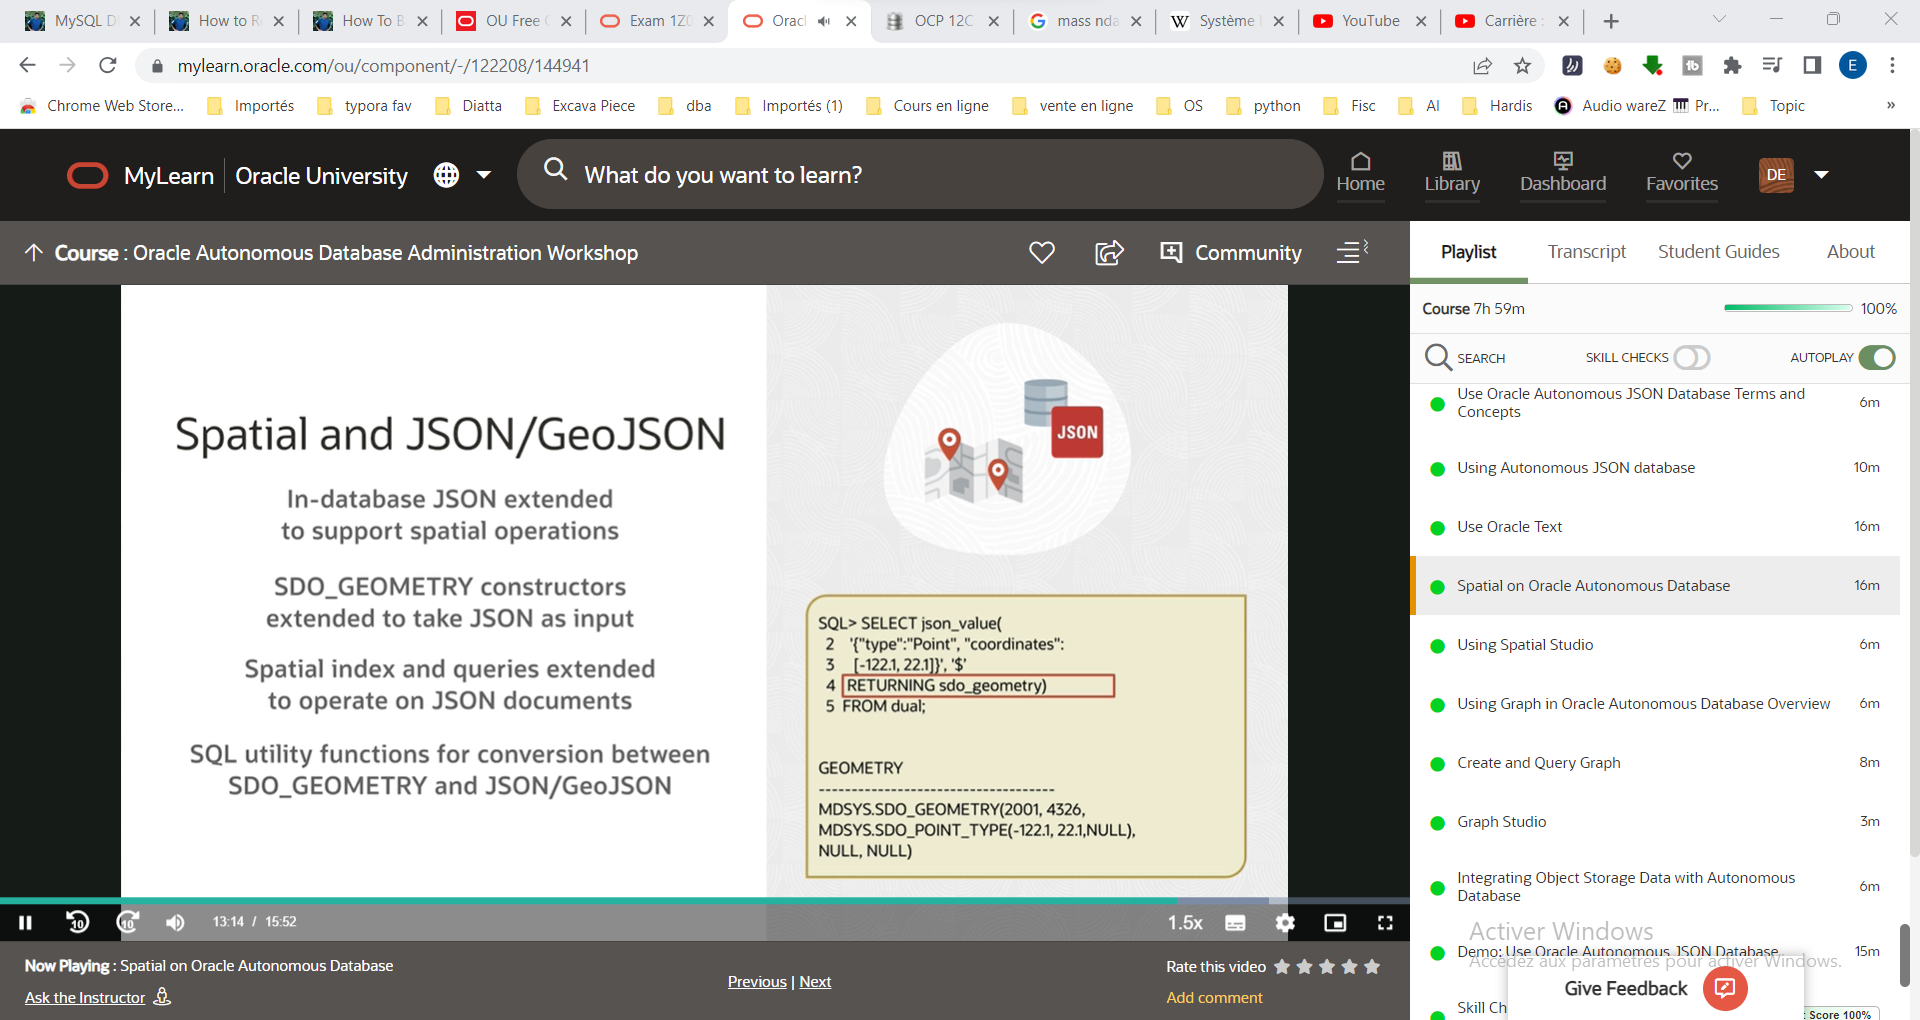 MySQL D
How to R
How To B
OU Free
Exam 1Z0
Oracl
OCP 12C
mass nda
Système
YouTube
Carrière :
mylearn.oracle.com/ou/component/-/122208/144941
E
Chrome Web Store...
Importés
typora fav
Diatta
Excava Piece
dba
Importés (1)
Cours en ligne
vente en ligne
OS
python
Fisc
AI
Hardis
Audio wareZ
Pr...
Topic
»
MyLearn
Oracle University
What do you want to learn?
Home
Library
Dashboard
Favorites
DE
Course : Oracle Autonomous Database Administration Workshop
Community
Playlist
Transcript
Student Guides
About
Course 7h 59m
100%
SEARCH
SKILL CHECKS
AUTOPLAY
Spatial and JSON/GeoJSON
In-database JSON extended
to support spatial operations
SDO_GEOMETRY constructors
extended to take JSON as input
Spatial index and queries extended
to operate on JSON documents
SQL utility functions for conversion between
SDO_GEOMETRY and JSON/GeoJSON
JSON
SQL> SELECT json_value(
2 '{"type":"Point", "coordinates":
3 [-122.1, 22.1]}', '$'
4 RETURNING sdo_geometry)
5 FROM dual;
GEOMETRY
------------------------------------
MDSYS.SDO_GEOMETRY(2001, 4326,
MDSYS.SDO_POINT_TYPE(-122.1, 22.1,NULL),
NULL, NULL)
Use Oracle Autonomous JSON Database Terms and
Concepts
6m
Using Autonomous JSON database
10m
Use Oracle Text
16m
Spatial on Oracle Autonomous Database
16m
Using Spatial Studio
6m
Using Graph in Oracle Autonomous Database Overview
6m
Create and Query Graph
8m
Graph Studio
3m
Integrating Object Storage Data with Autonomous
Database
6m
Demo: Use Oracle Autonomous JSON Database
15m
Skill Ch
Score 100%
Activer Windows
Accédez aux paramètres pour activer Windows.
Give Feedback
10
10
13:14 / 15:52
1.5x
Now Playing : Spatial on Oracle Autonomous Database
Ask the Instructor
Previous | Next
Rate this video
Add comment